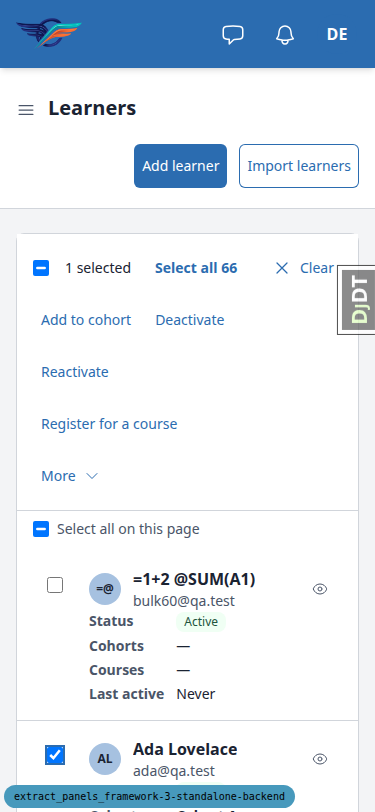 DE
Learners
Add learner
Import learners
1 selected
Select all 66
Clear
DJDT
Add to cohort
Deactivate
Reactivate
Register for a course
More
Select all on this page
=@
=1+2 @SUM(A1)
bulk60@qa.test
Status Active
Cohorts —
Courses —
Last active Never
AL
Ada Lovelace
ada@qa.test
extract_panels_framework-3-standalone-backend